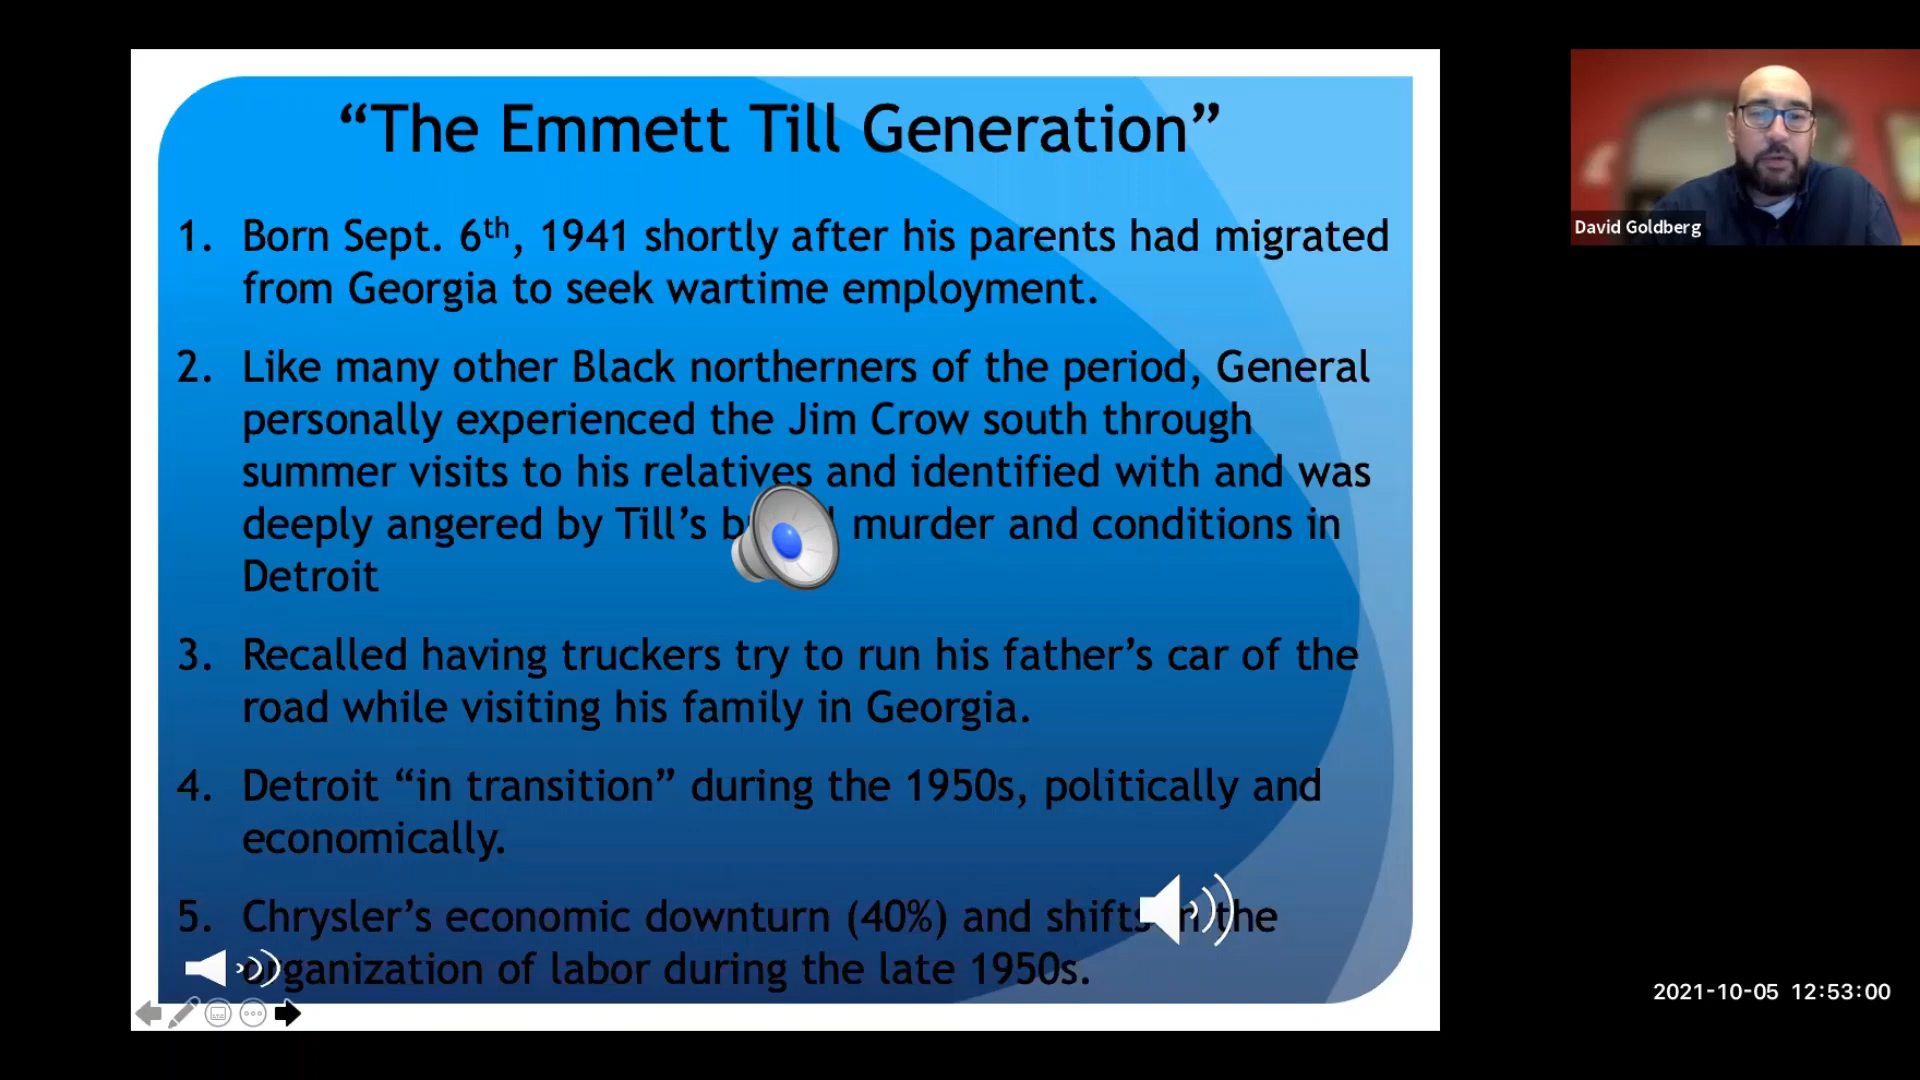 “The Emmett Till Generation”
1. Born Sept. 6th, 1941 shortly after his parents had migrated
from Georgia to seek wartime employment.
2. Like many other Black northerners of the period, General
personally experienced the Jim Crow south through
summer visits to his relatives and identified with and was
deeply angered by Till’s murder and conditions in
Detroit
3. Recalled having truckers try to run his father’s car of the
road while visiting his family in Georgia.
4. Detroit “in transition” during the 1950s, politically and
economically.
5. Chrysler’s economic downturn (40%) and shifts in the
organization of labor during the late 1950s.
David Goldberg
2021-10-05 12:53:00